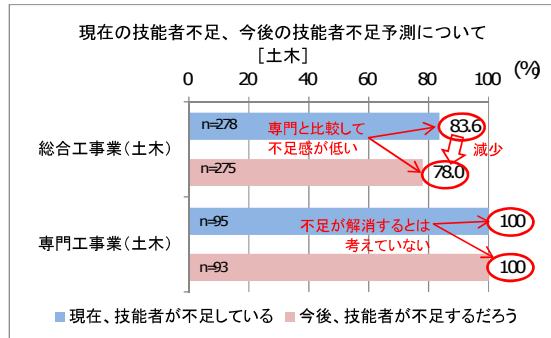 現在の技能者不足、今後の技能者不足予測について
[土木]
0 20 40 60 80 100 (%)
総合工事業(土木)
n=278
83.6
専門と比較して
不足感が低い
減少
n=275
78.0
専門工事業(土木)
n=95
100
不足が解消するとは
考えていない
n=93
100
現在、技能者が不足している 今後、技能者が不足するだろう